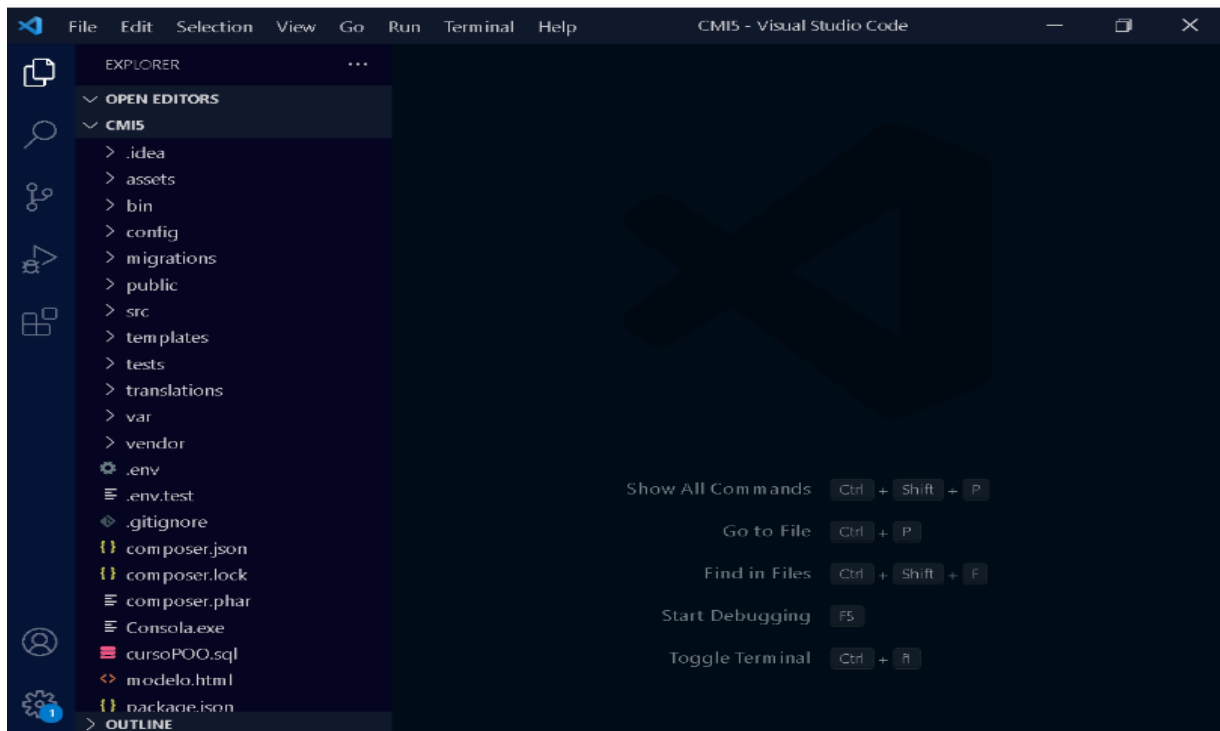 File Edit Selection View Go Run Terminal Help CMI5 - Visual Studio Code
EXPLORER
OPEN EDITORS
CMI5
.idea
assets
bin
config
migrations
public
src
templates
tests
translations
var
vendor
.env
.env.test
.gitignore
composer.json
composer.lock
composer.phar
Consola.exe
cursoPOO.sql
modelo.html
package.json
OUTLINE
1
Show All Commands Ctrl + Shift + P
Go to File Ctrl + P
Find in Files Ctrl + Shift + F
Start Debugging F5
Toggle Terminal Ctrl + ñ